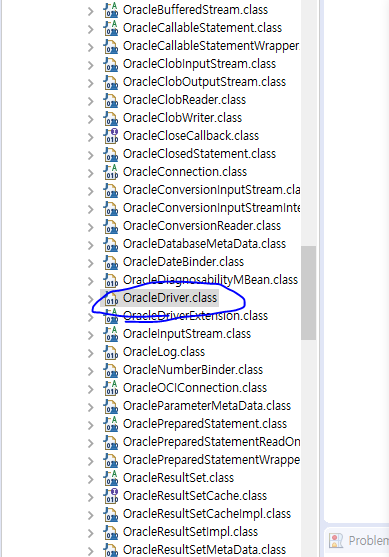 OracleBufferedStream.class
OracleCallableStatement.class
OracleCallableStatementWrapper
OracleClobInputStream.class
OracleClobOutputStream.class
OracleClobReader.class
OracleClobWriter.class
OracleCloseCallback.class
OracleClosedStatement.class
OracleConnection.class
OracleConversionInputStream.cla
OracleConversionInputStreamInte
OracleConversionReader.class
OracleDatabaseMetaData.class
OracleDateBinder.class
OracleDiagnosabilityMBean.class
OracleDriver.class
OracleDriverExtension.class
OracleInputStream.class
OracleLog.class
OracleNumberBinder.class
OracleOCIConnection.class
OracleParameterMetaData.class
OraclePreparedStatement.class
OraclePreparedStatementReadOn
OraclePreparedStatementWrappe
OracleResultSet.class
OracleResultSetCache.class
OracleResultSetCacheImpl.class
OracleResultSetImpl.class
OracleResultSetMetaData.class
Problem